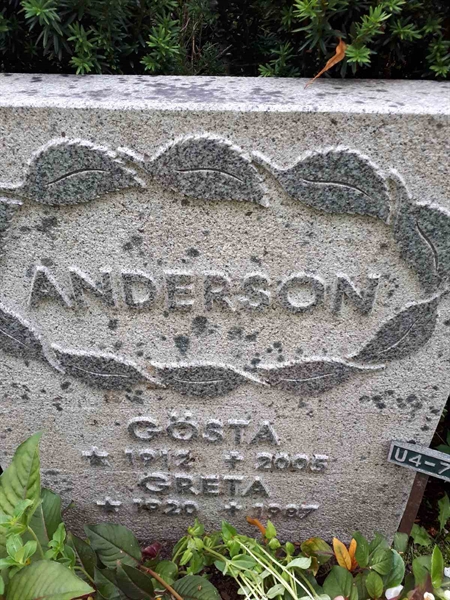 ANDERSON
GÖSTA
★ 1912 + 2005
GRETA
★ 1920 + 1987
U4-7